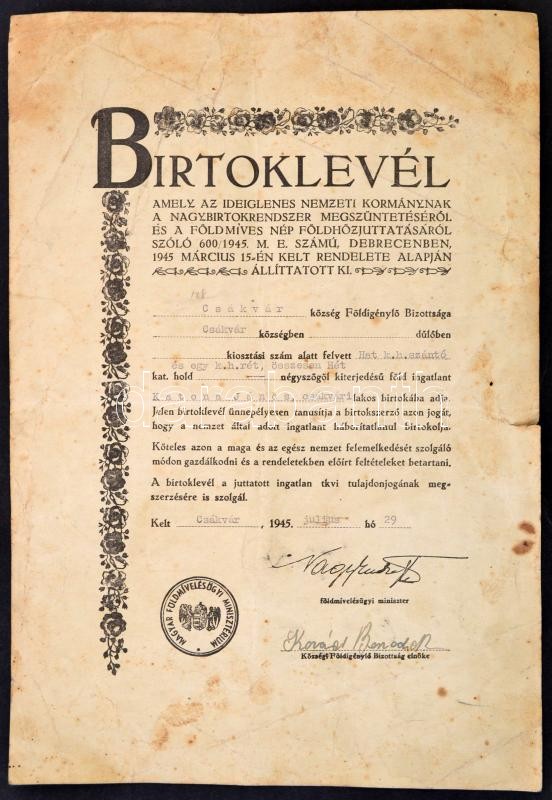 BIRTOKLEVÉL
AMELY AZ IDEIGLENES NEMZETI KORMÁNYNAK
A NAGYBIRTOKRENDSZER MEGSZÜNTETÉSÉRŐL
ÉS A FÖLDMÍVES NÉP FÖLDHÖZJUTTATÁSÁRÓL
SZÓLÓ 600/1945. M. E. SZÁMÚ, DEBRECENBEN,
1945 MÁRCIUS 15-ÉN KELT RENDELETE ALAPJÁN
ÁLLÍTTATOTT KI.
Csákvár község Földigénylő Bizottsága
Csákvár községben dűlőben
kiosztási szám alatt felvett Hat k.h.szántó
és egy k.h.rét, összesen Hét
kat. hold négyszögöl kiterjedésű föld ingatlant
Katona János, csákvári lakos birtokába adja.
Jelen birtoklevél ünnepélyesen tanusítja a birtokszerző azon jogát,
hogy a nemzet által adott ingatlant háborítatlanul birtokolja.
Köteles azon a maga és az egész nemzet felemelkedését szolgáló
módon gazdálkodni és a rendeletekben előírt feltételeket betartani.
A birtoklevél a juttatott ingatlan tkvi tulajdonjogának meg-
szerzésére is szolgál.
Kelt Csákvár, 1945. julius hó 29
földmívelésügyi miniszter
MAGYAR FÖLDMÍVELÉSÜGYI MINISZTÉRIUM
Községi Földigénylő Bizottság elnöke